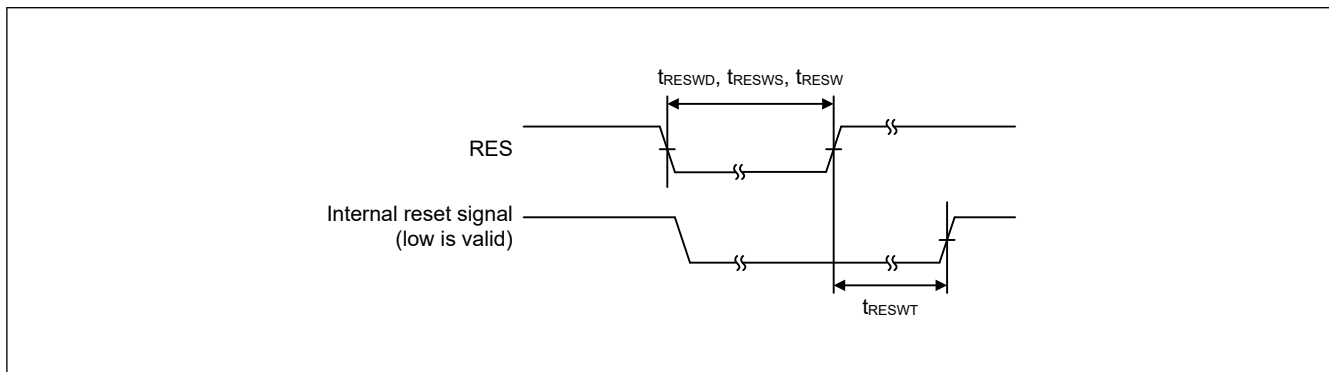 tRESWD, tRESWS, tRESW
RES
Internal reset signal
(low is valid)
tRESWT